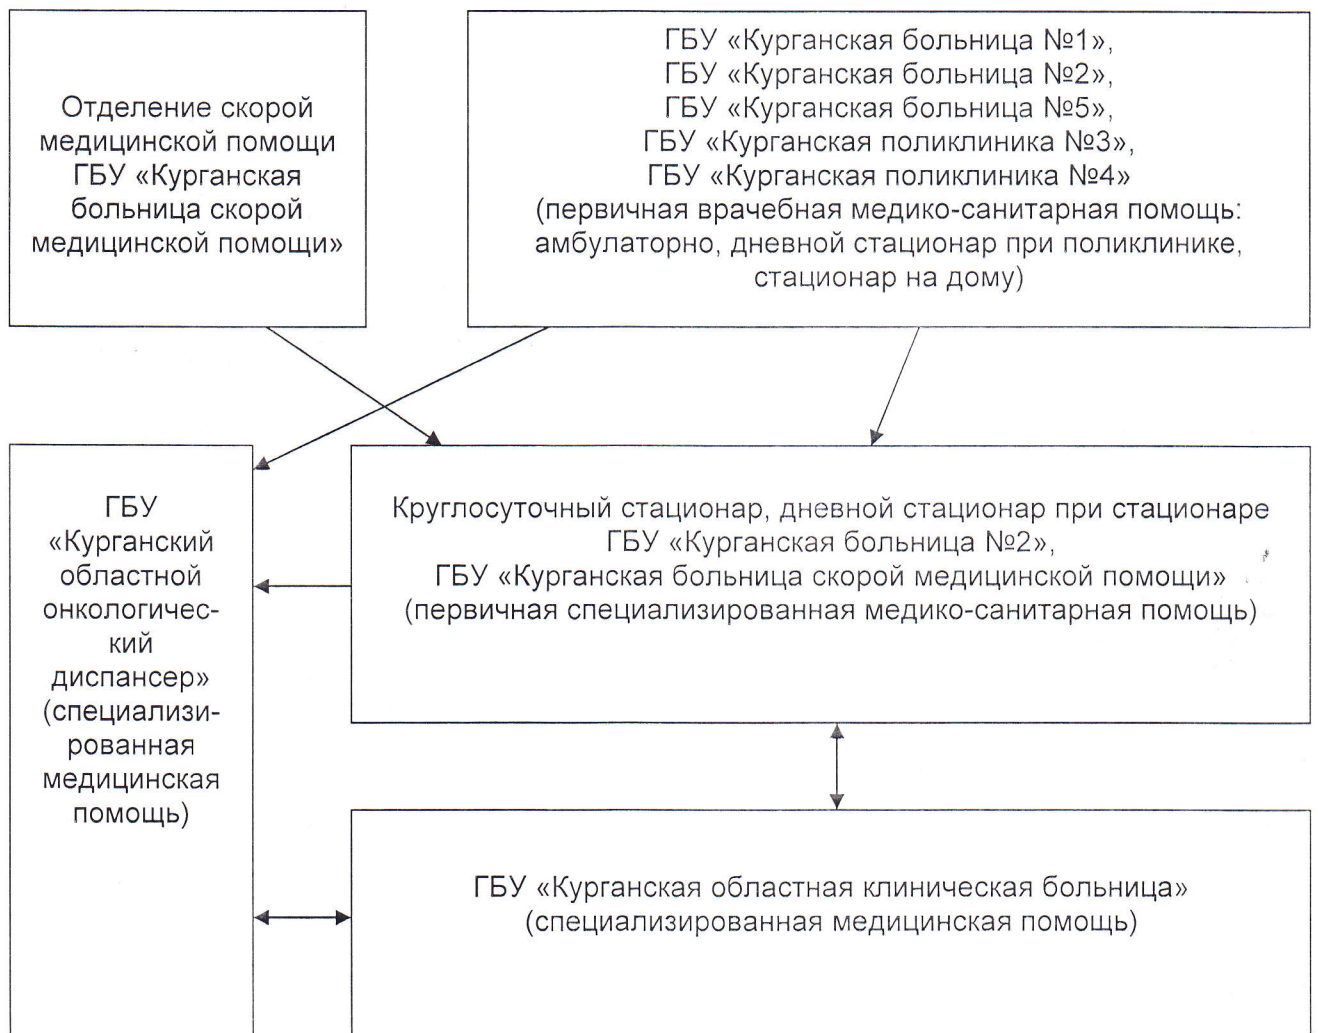 Отделение скорой
медицинской помощи
ГБУ «Курганская
больница скорой
медицинской помощи»
ГБУ «Курганская больница №1»,
ГБУ «Курганская больница №2»,
ГБУ «Курганская больница №5»,
ГБУ «Курганская поликлиника №3»,
ГБУ «Курганская поликлиника №4»
(первичная врачебная медико-санитарная помощь:
амбулаторно, дневной стационар при поликлинике,
стационар на дому)
ГБУ
«Курганский
областной
онкологичес-
кий
диспансер»
(специализи-
рованная
медицинская
помощь)
Круглосуточный стационар, дневной стационар при стационаре
ГБУ «Курганская больница №2»,
ГБУ «Курганская больница скорой медицинской помощи»
(первичная специализированная медико-санитарная помощь)
ГБУ «Курганская областная клиническая больница»
(специализированная медицинская помощь)